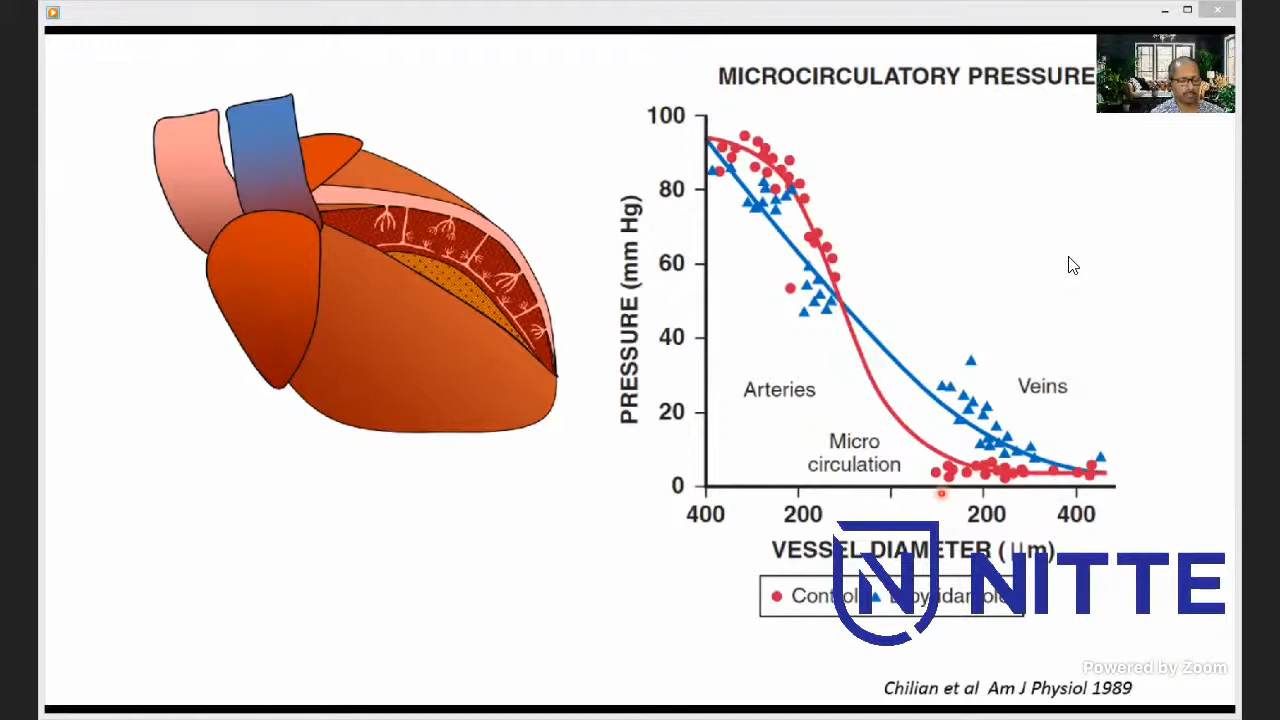 MICROCIRCULATORY PRESSURE
PRESSURE (mm Hg)
100
80
60
40
20
0
Arteries
Veins
Micro
circulation
400
200
200
400
VESSEL DIAMETER (μm)
Control
NITTE
Powered by Zoom
Chilian et al Am J Physiol 1989